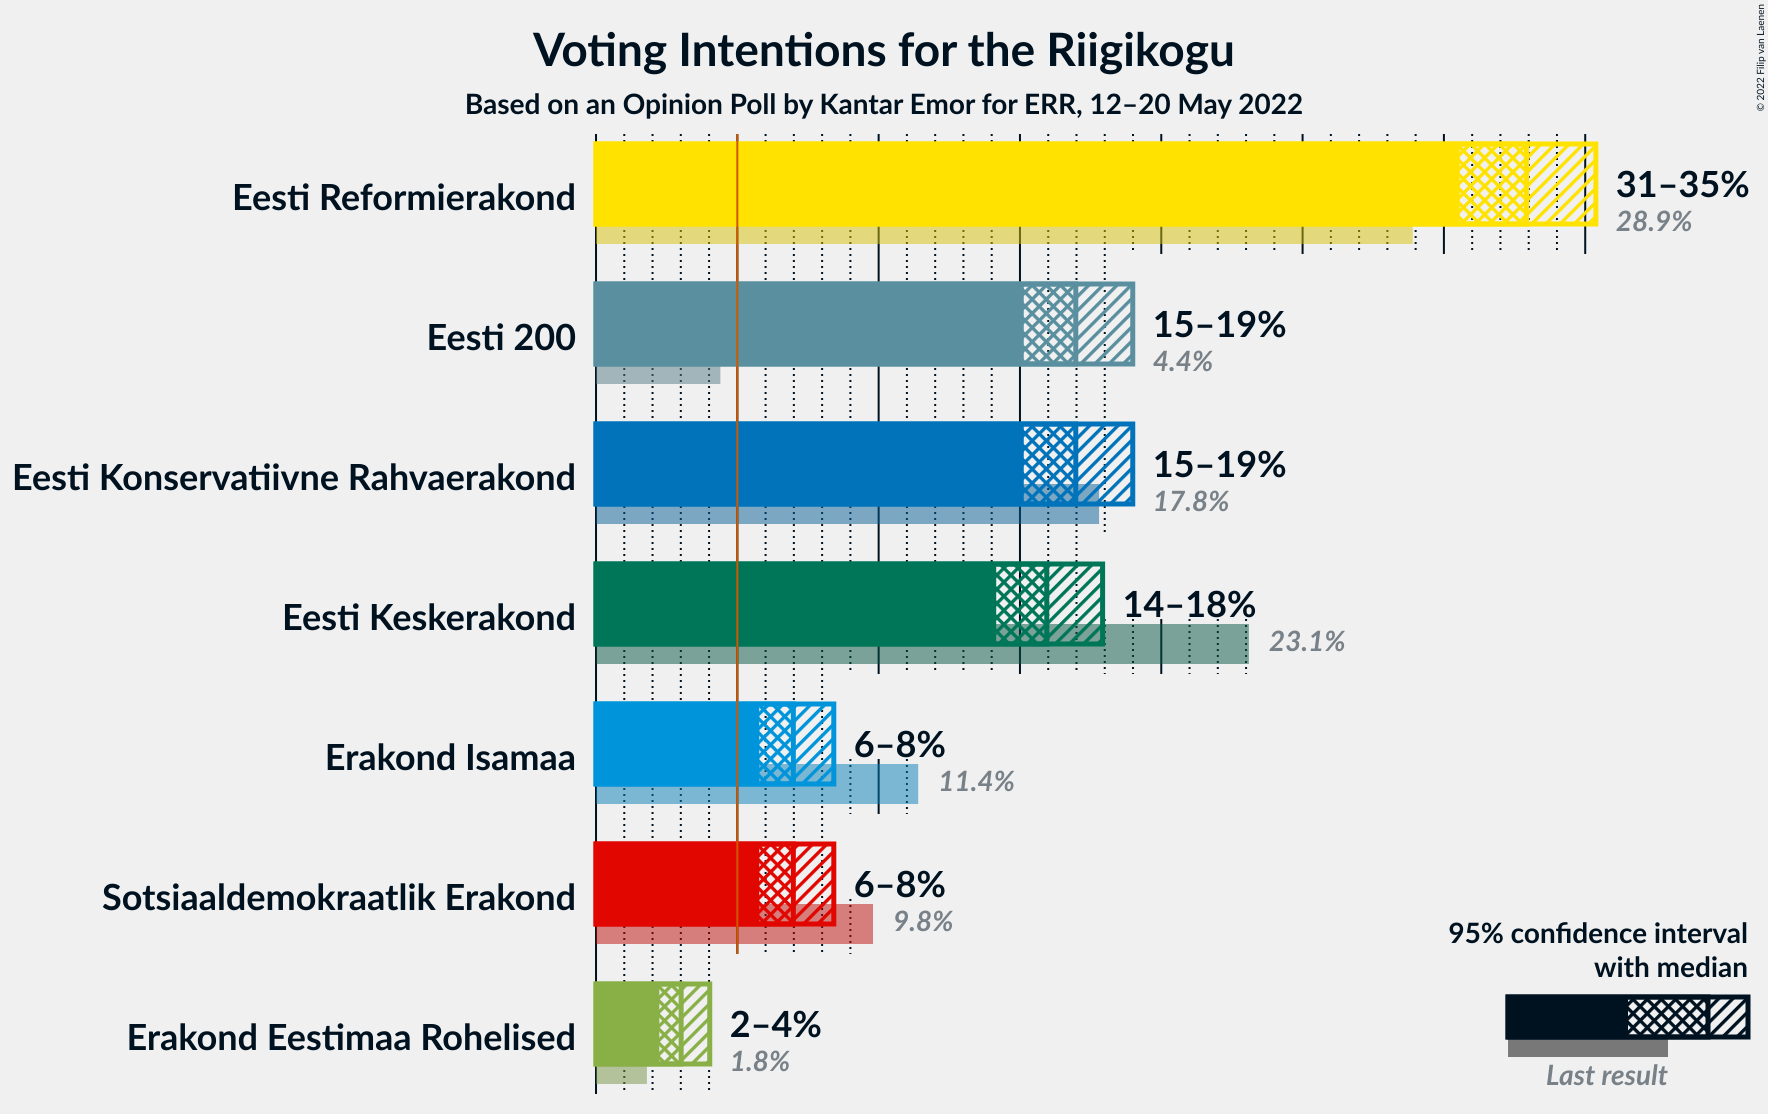 Voting Intentions for the Riigikogu
Based on an Opinion Poll by Kantar Emor for ERR, 12–20 May 2022
© 2022 Filip van Laenen
Eesti Reformierakond
31–35%
28.9%
Eesti 200
15–19%
4.4%
Eesti Konservatiivne Rahvaerakond
15–19%
17.8%
Eesti Keskerakond
14–18%
23.1%
Erakond Isamaa
6–8%
11.4%
Sotsiaaldemokraatlik Erakond
6–8%
9.8%
Erakond Eestimaa Rohelised
2–4%
1.8%
95% confidence interval
with median
Last result